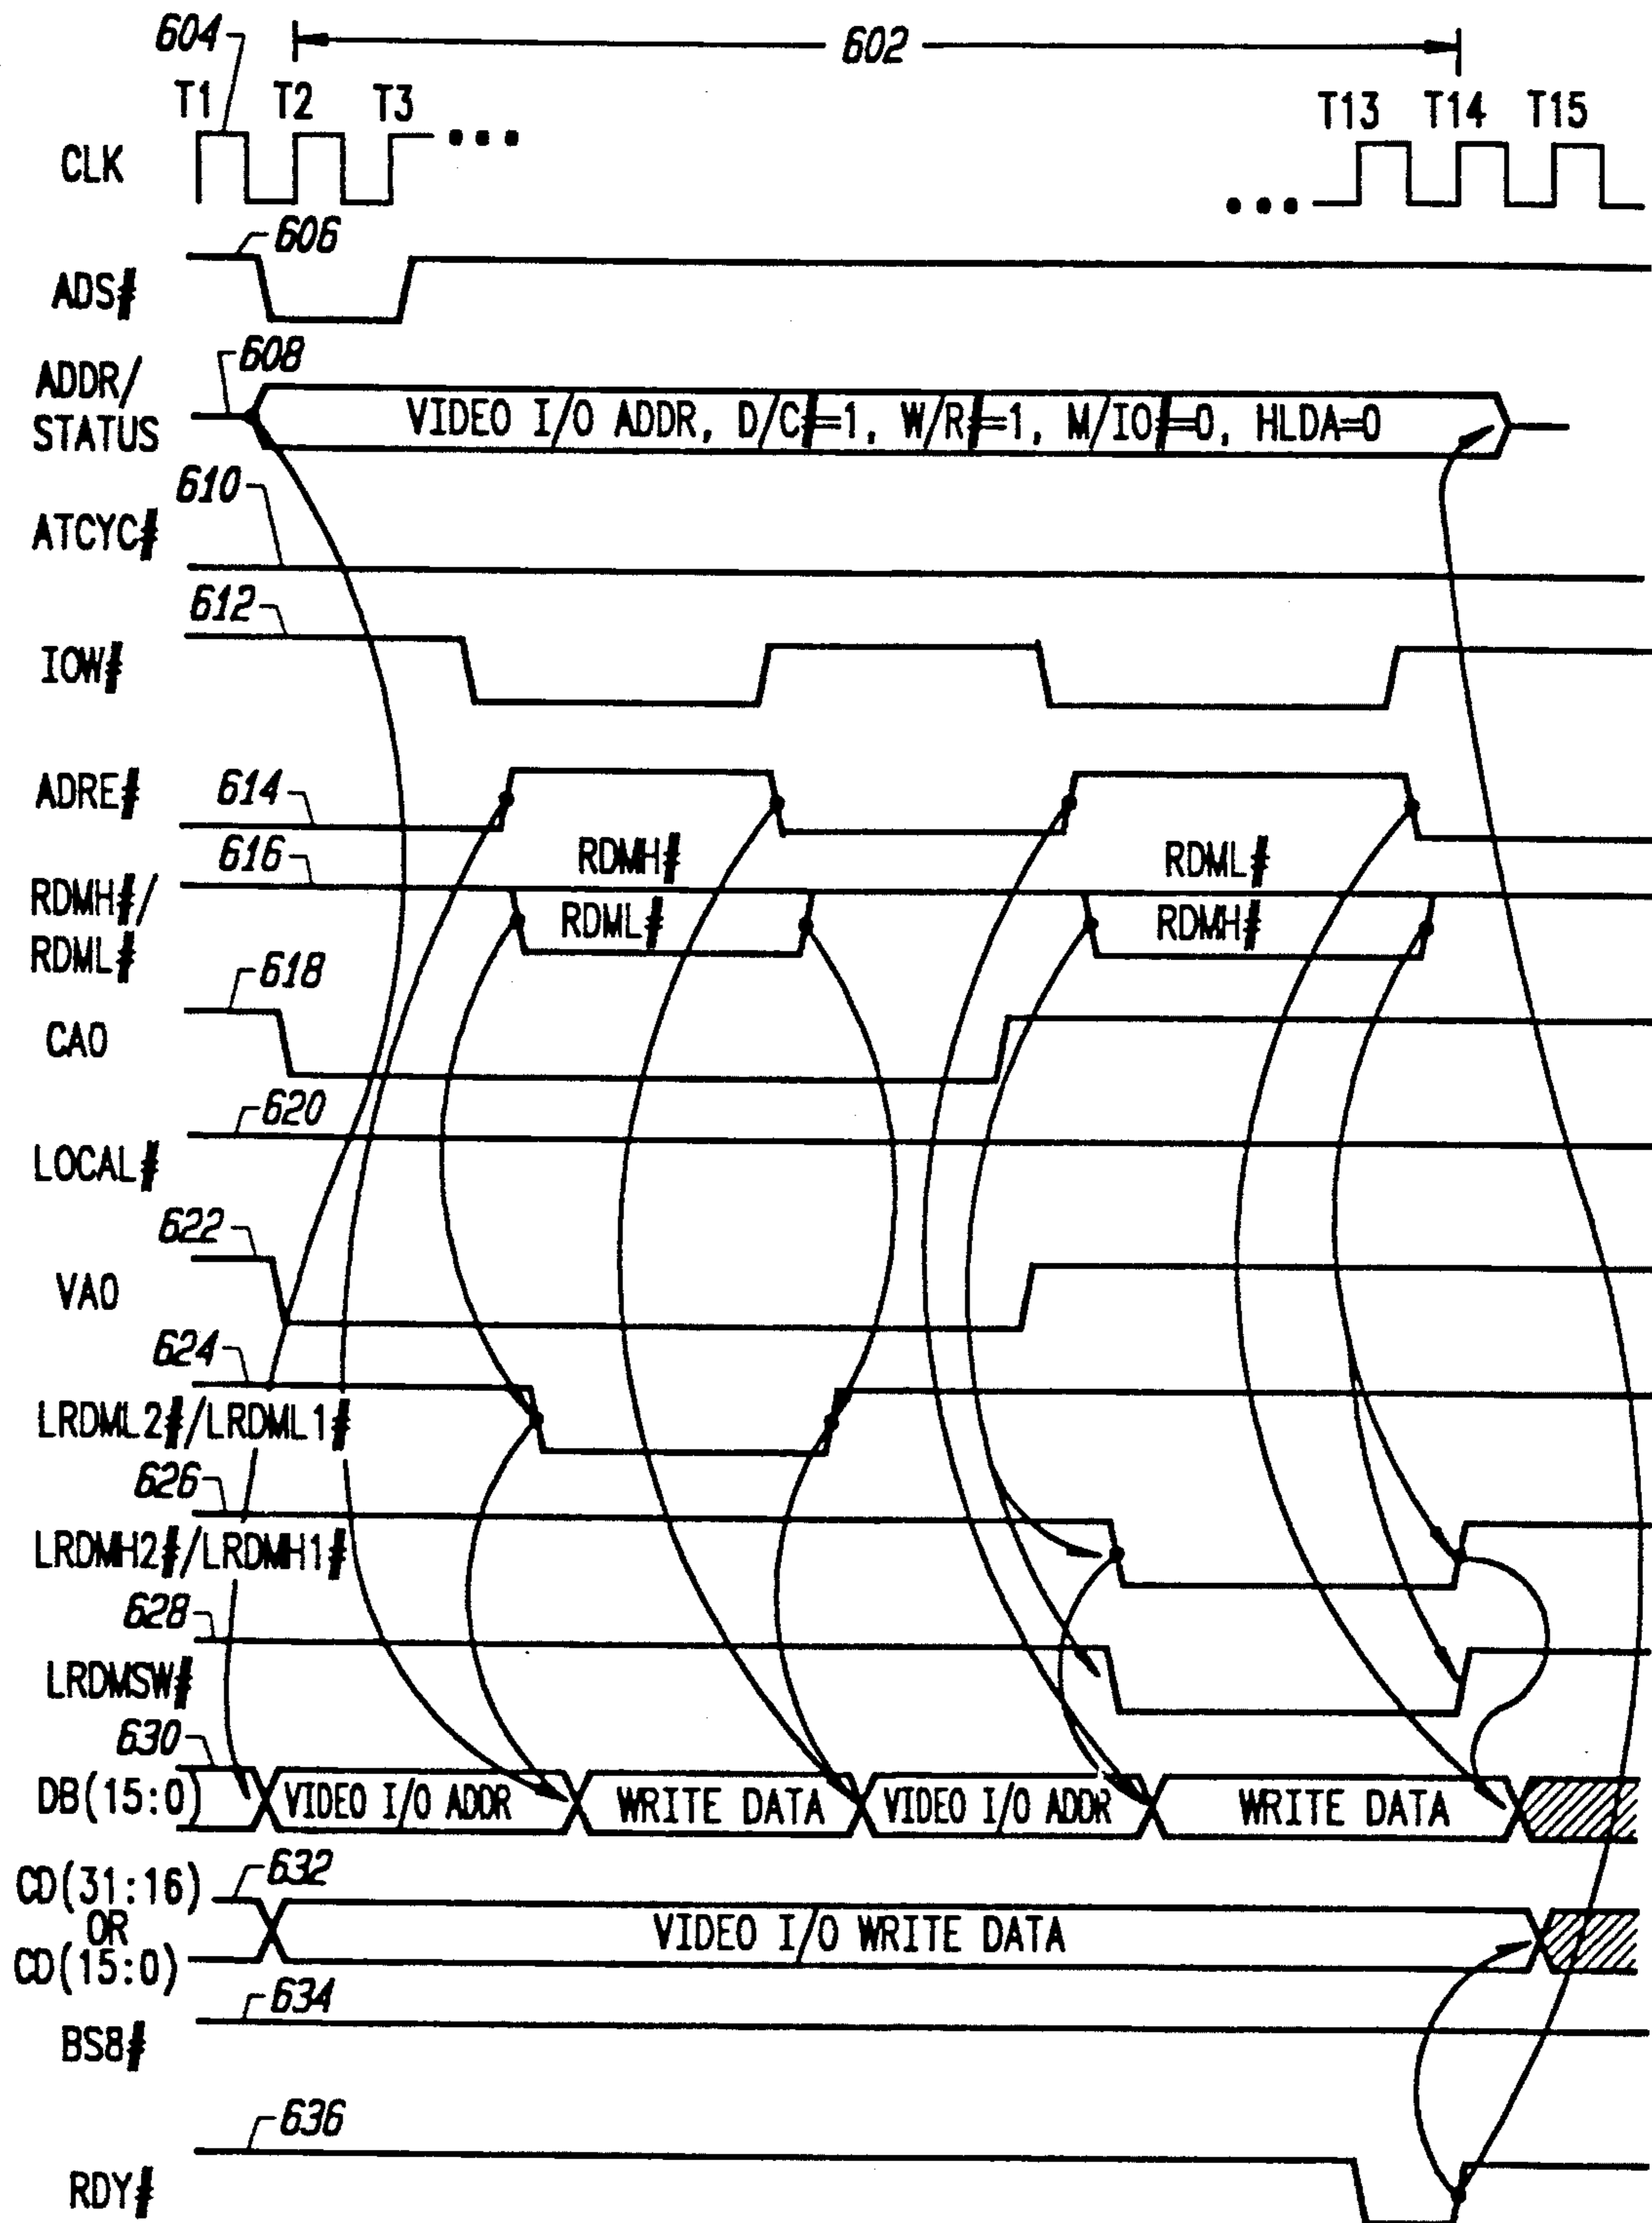 604
602
T1 T2 T3 T13 T14 T15
CLK
606
ADS#
608
ADDR/
STATUS
VIDEO I/O ADDR, D/C#=1, W/R#=1, M/IO#=0, HLDA=0
610
ATCYC#
612
IOW#
ADRE#
614
616
RDMH# RDML#
RDMH#/
RDML#
RDML# RDMH#
618
CA0
620
LOCAL#
622
VA0
624
LRDML2#/LRDML1#
626
LRDMH2#/LRDMH1#
628
LRDMSW#
630
DB(15:0) VIDEO I/O ADDR WRITE DATA VIDEO I/O ADDR WRITE DATA
632
CD(31:16)
OR
CD(15:0)
VIDEO I/O WRITE DATA
634
BS8#
636
RDY#